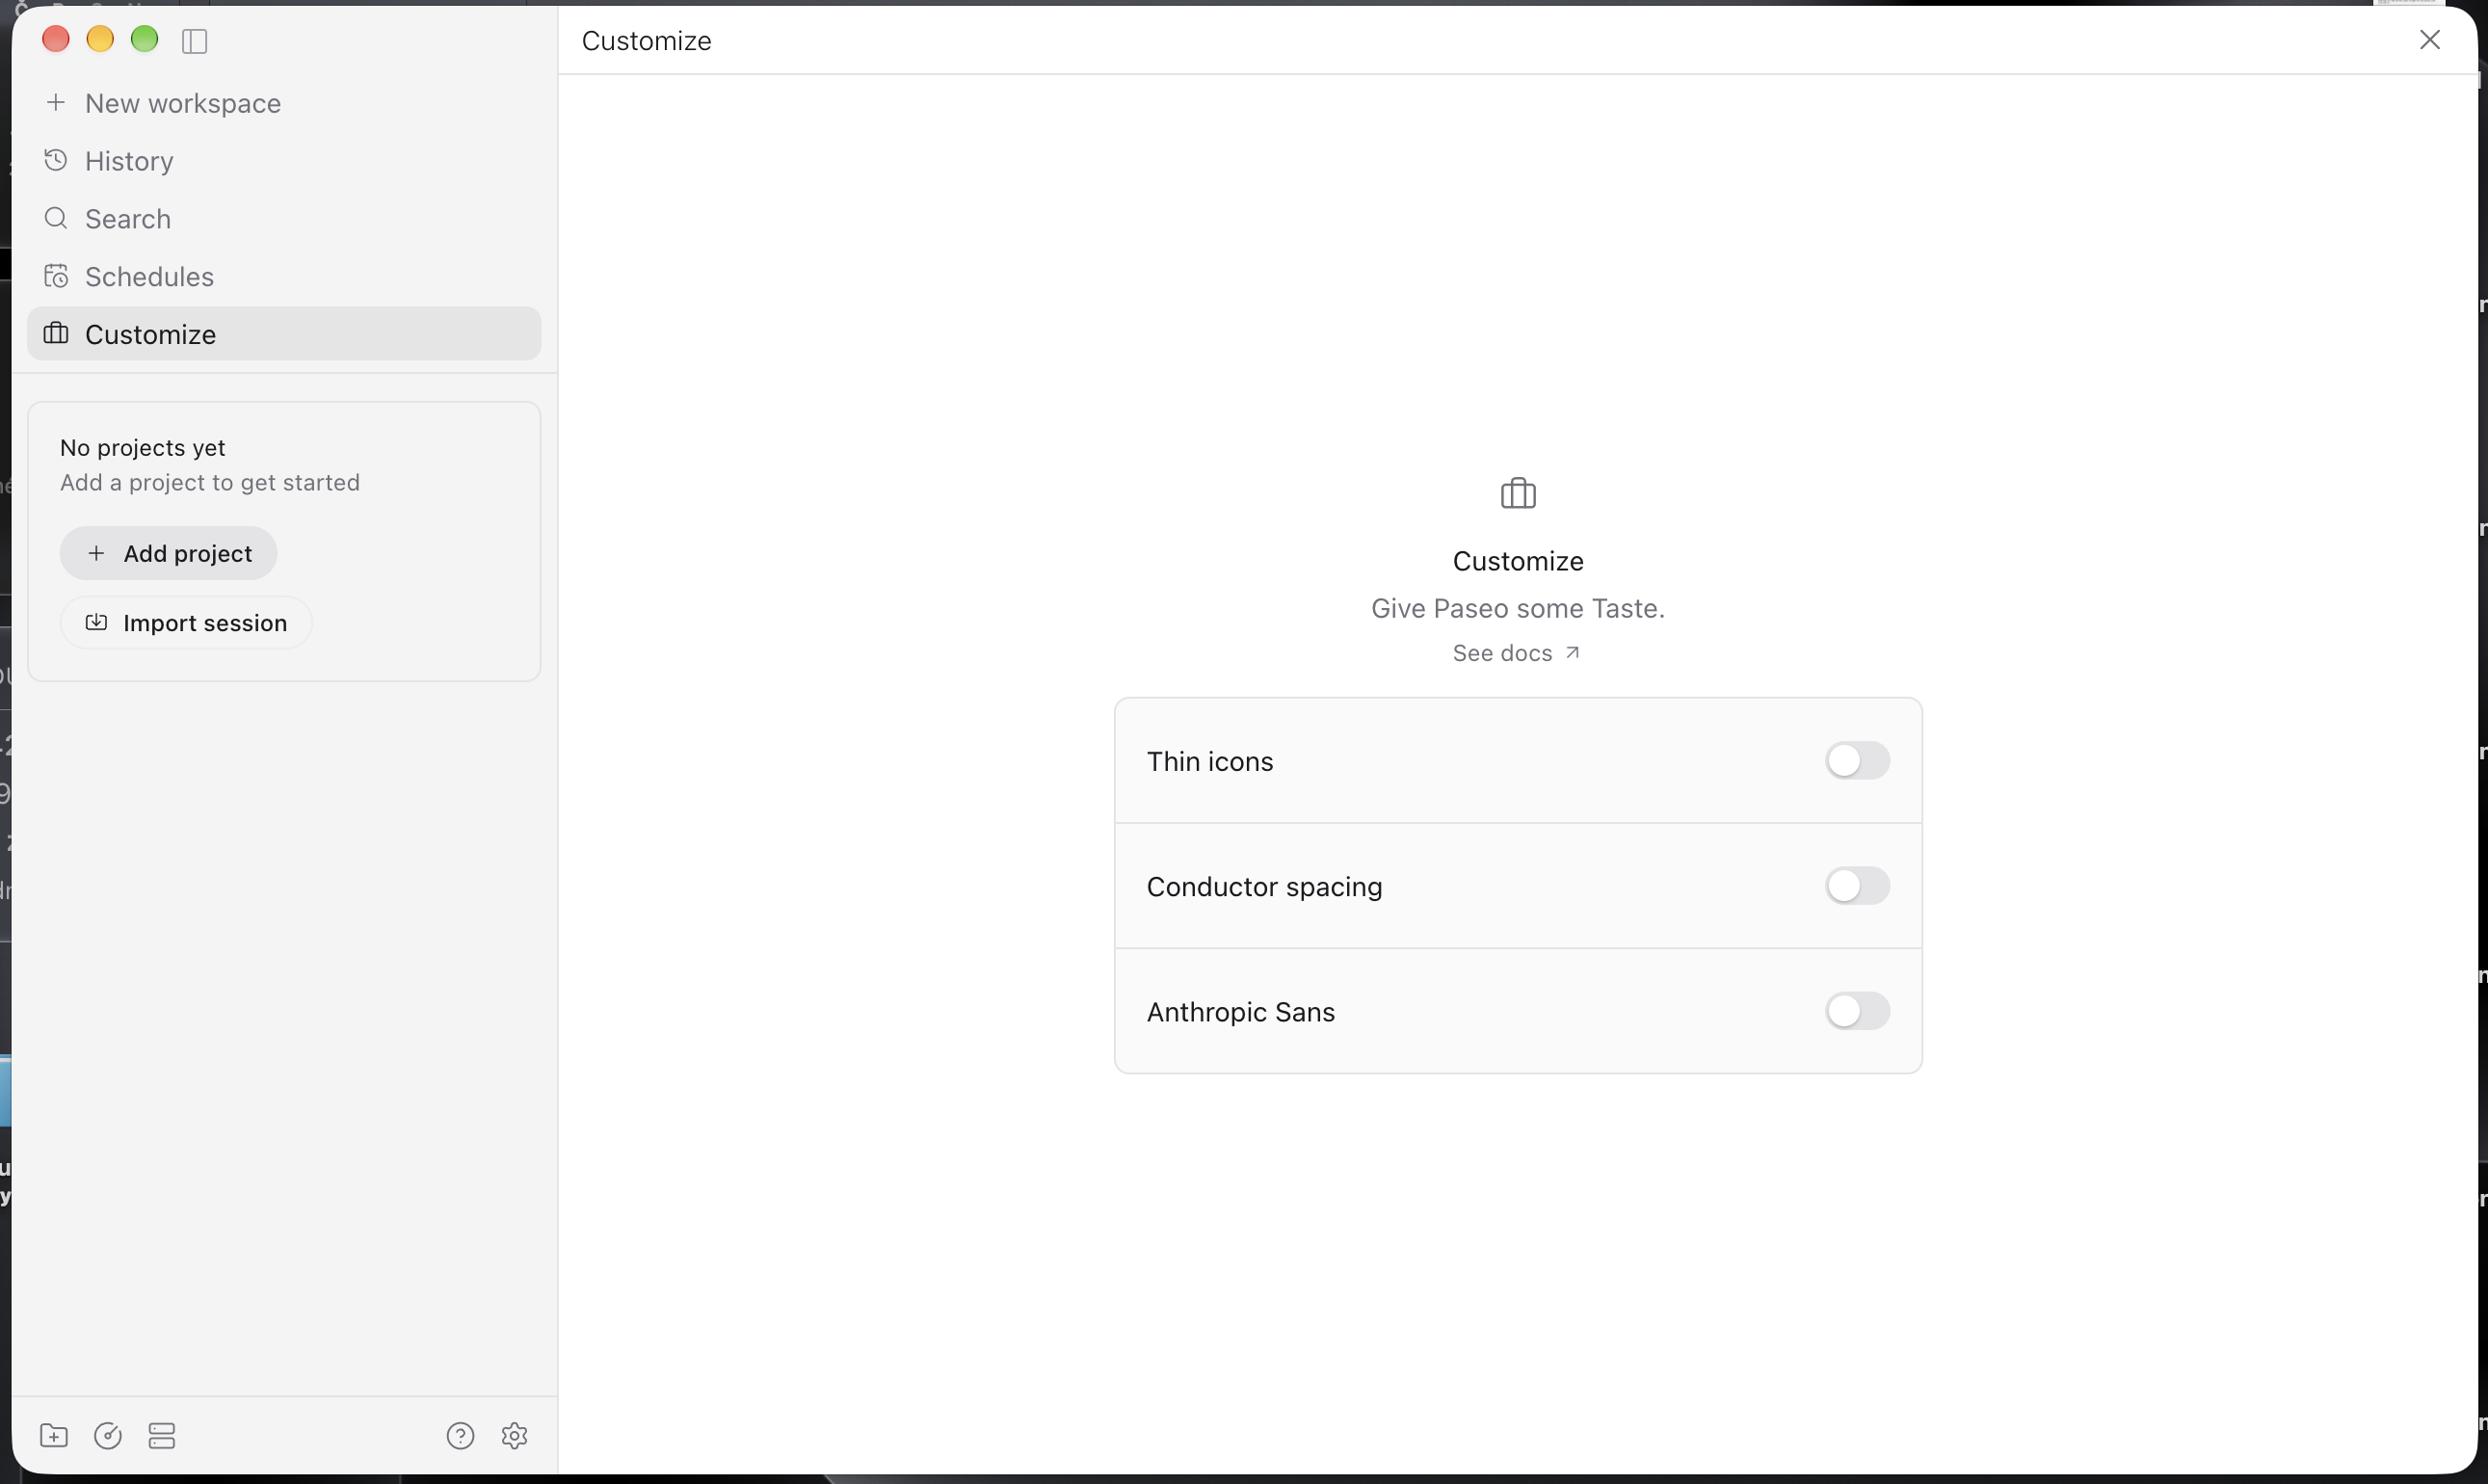 Customize
New workspace
History
Search
Schedules
Customize
No projects yet
Add a project to get started
Add project
Import session
Customize
Give Paseo some Taste.
See docs
Thin icons
Conductor spacing
Anthropic Sans